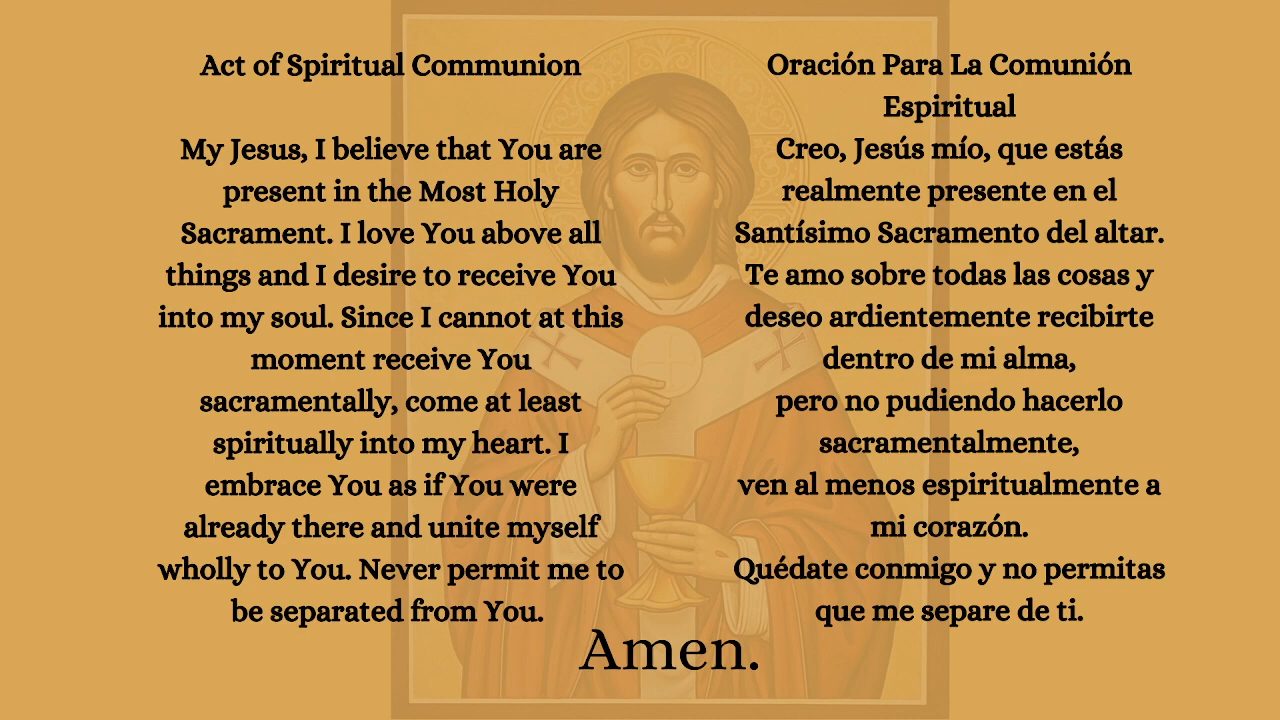 Act of Spiritual Communion
My Jesus, I believe that You are
present in the Most Holy
Sacrament. I love You above all
things and I desire to receive You
into my soul. Since I cannot at this
moment receive You
sacramentally, come at least
spiritually into my heart. I
embrace You as if You were
already there and unite myself
wholly to You. Never permit me to
be separated from You.
Oración Para La Comunión
Espiritual
Creo, Jesús mío, que estás
realmente presente en el
Santísimo Sacramento del altar.
Te amo sobre todas las cosas y
deseo ardientemente recibirte
dentro de mi alma,
pero no pudiendo hacerlo
sacramentalmente,
ven al menos espiritualmente a
mi corazón.
Quédate conmigo y no permitas
que me separe de ti.
Amen.